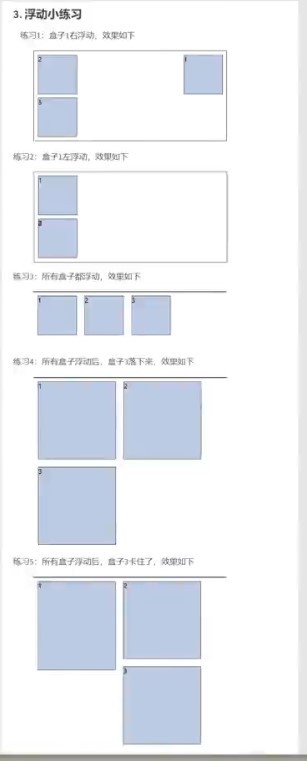 3. 浮动小练习
练习1：盒子1右浮动，效果如下
2
1
3
练习2：盒子1左浮动，效果如下
1
2
练习3：所有盒子都浮动，效果如下
1
2
3
练习4：所有盒子浮动后，盒子3落下来，效果如下
1
2
3
练习5：所有盒子浮动后，盒子3卡住了，效果如下
1
2
3